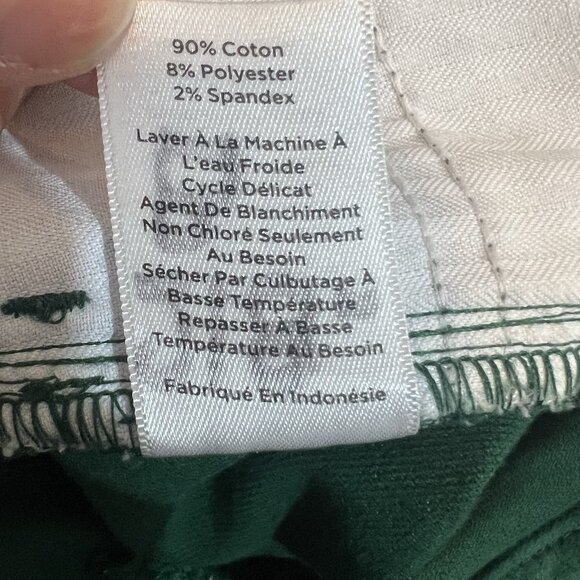 90% Coton
8% Polyester
2% Spandex
Laver À La Machine À
L'eau Froide
Cycle Délicat
Agent De Blanchiment
Non Chloré Seulement
Au Besoin
Sécher Par Culbutage À
Basse Température
Repasser À Basse
Température Au Besoin
Fabriqué En Indonésie